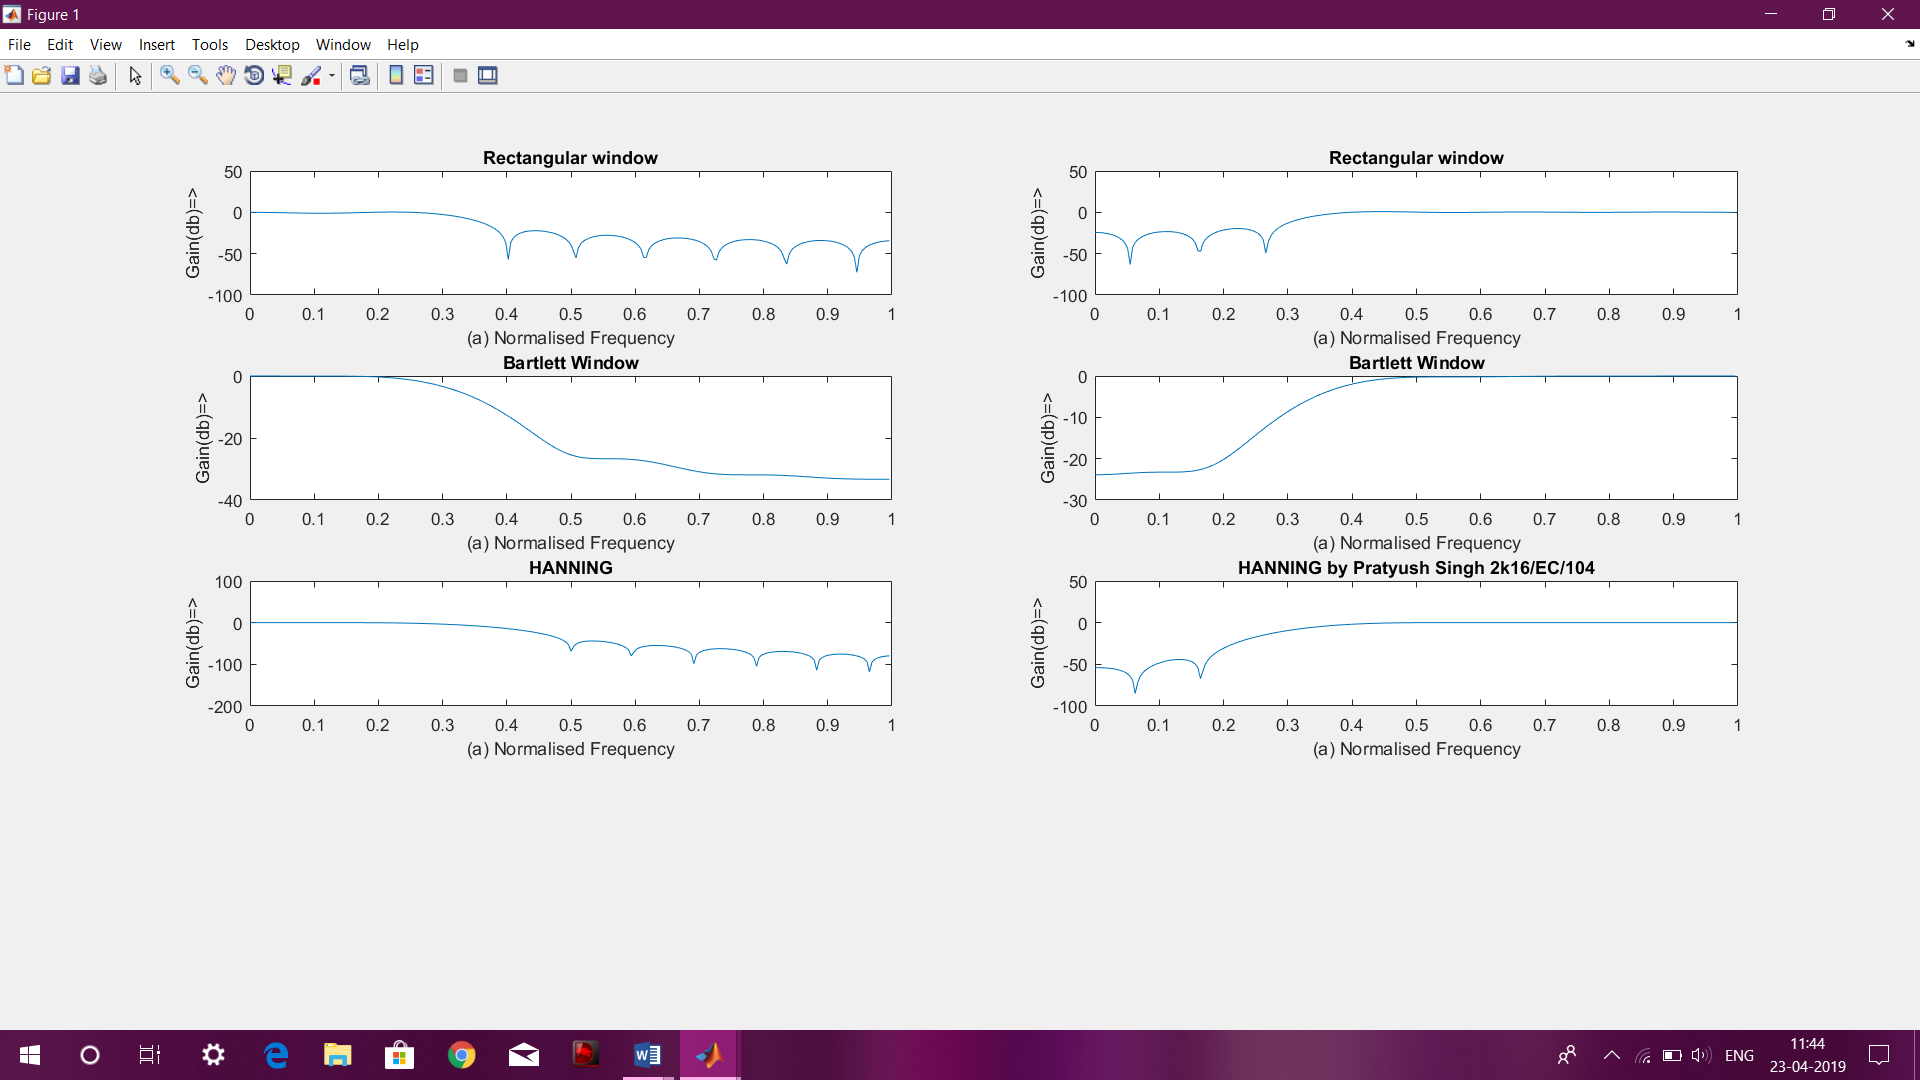 Figure 1
File Edit View Insert Tools Desktop Window Help
Rectangular window
50
0
-50
-100
Gain(db)=>
0 0.1 0.2 0.3 0.4 0.5 0.6 0.7 0.8 0.9 1
(a) Normalised Frequency
Rectangular window
50
0
-50
-100
Gain(db)=>
0 0.1 0.2 0.3 0.4 0.5 0.6 0.7 0.8 0.9 1
(a) Normalised Frequency
Bartlett Window
0
-20
-40
Gain(db)=>
0 0.1 0.2 0.3 0.4 0.5 0.6 0.7 0.8 0.9 1
(a) Normalised Frequency
Bartlett Window
0
-10
-20
-30
Gain(db)=>
0 0.1 0.2 0.3 0.4 0.5 0.6 0.7 0.8 0.9 1
(a) Normalised Frequency
HANNING
100
0
-100
-200
Gain(db)=>
0 0.1 0.2 0.3 0.4 0.5 0.6 0.7 0.8 0.9 1
(a) Normalised Frequency
HANNING by Pratyush Singh 2k16/EC/104
50
0
-50
-100
Gain(db)=>
0 0.1 0.2 0.3 0.4 0.5 0.6 0.7 0.8 0.9 1
(a) Normalised Frequency
ENG
11:44
23-04-2019